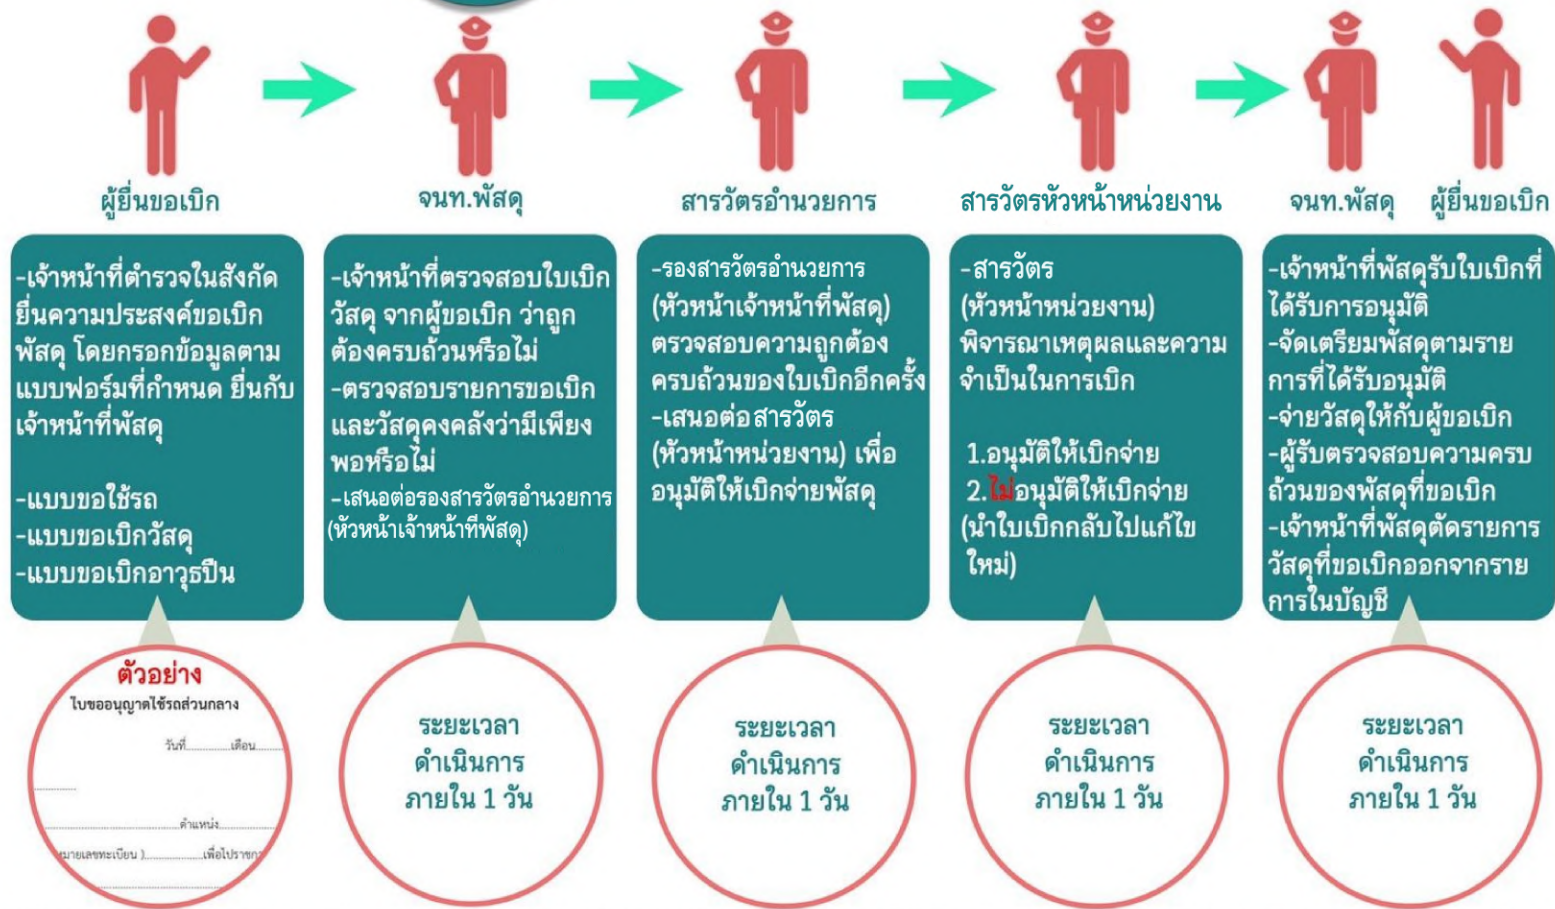 ผู้ยื่นขอเบิก
จนท.พัสดุ
สารวัตรอำนวยการ
สารวัตรหัวหน้าหน่วยงาน
จนท.พัสดุ
ผู้ยื่นขอเบิก
-เจ้าหน้าที่ตำรวจในสังกัด
ยื่นความประสงค์ขอเบิก
พัสดุ โดยกรอกข้อมูลตาม
แบบฟอร์มที่กำหนด ยื่นกับ
เจ้าหน้าที่พัสดุ
-แบบขอใช้รถ
-แบบขอเบิกวัสดุ
-แบบขอเบิกอาวุธปืน
-เจ้าหน้าที่ตรวจสอบใบเบิก
วัสดุ จากผู้ขอเบิก ว่าถูก
ต้องครบถ้วนหรือไม่
-ตรวจสอบรายการขอเบิก
และวัสดุคงคลังว่ามีเพียง
พอหรือไม่
-เสนอต่อรองสารวัตรอำนวยการ
(หัวหน้าเจ้าหน้าทีพัสดุ)
-รองสารวัตรอำนวยการ
(หัวหน้าเจ้าหน้าที่พัสดุ)
ตรวจสอบความถูกต้อง
ครบถ้วนของใบเบิกอีกครั้ง
-เสนอต่อสารวัตร
(หัวหน้าหน่วยงาน) เพื่อ
อนุมัติให้เบิกจ่ายพัสดุ
-สารวัตร
(หัวหน้าหน่วยงาน)
พิจารณาเหตุผลและความ
จำเป็นในการเบิก
1.อนุมัติให้เบิกจ่าย
2.ไม่อนุมัติให้เบิกจ่าย
(นำใบเบิกกลับไปแก้ไข
ใหม่)
-เจ้าหน้าที่พัสดุรับใบเบิกที่
ได้รับการอนุมัติ
-จัดเตรียมพัสดุตามราย
การที่ได้รับอนุมัติ
-จ่ายวัสดุให้กับผู้ขอเบิก
-ผู้รับตรวจสอบความครบ
ถ้วนของพัสดุที่ขอเบิก
-เจ้าหน้าที่พัสดุตัดรายการ
วัสดุที่ขอเบิกออกจากราย
การในบัญชี
ตัวอย่าง
ใบขออนุญาตใช้รถส่วนกลาง
วันที่...............เดือน.........
...............ตำแหน่ง...............
หมายเลขทะเบียน )...............เพื่อไปราชกา
ระยะเวลา
ดำเนินการ
ภายใน 1 วัน
ระยะเวลา
ดำเนินการ
ภายใน 1 วัน
ระยะเวลา
ดำเนินการ
ภายใน 1 วัน
ระยะเวลา
ดำเนินการ
ภายใน 1 วัน